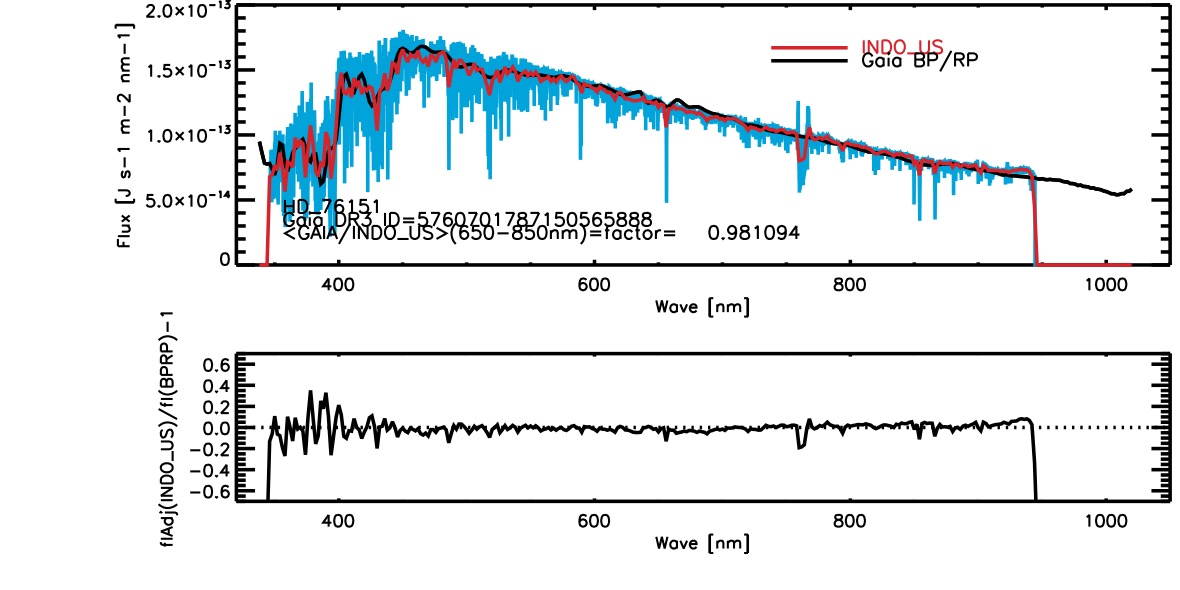 2.0×10⁻¹³
1.5×10⁻¹³
1.0×10⁻¹³
5.0×10⁻¹⁴
0
Flux [J s−1 m−2 nm−1]
INDO_US
Gaia BP/RP
HD_76151
Gaia DR3 ID=5760701787150565888
<GAIA/INDO_US>(650−850nm)=factor= 0.981094
400 600 800 1000
Wave [nm]
0.6
0.4
0.2
0.0
−0.2
−0.4
−0.6
flAdj(INDO_US)/fl(BPRP)−1
400 600 800 1000
Wave [nm]